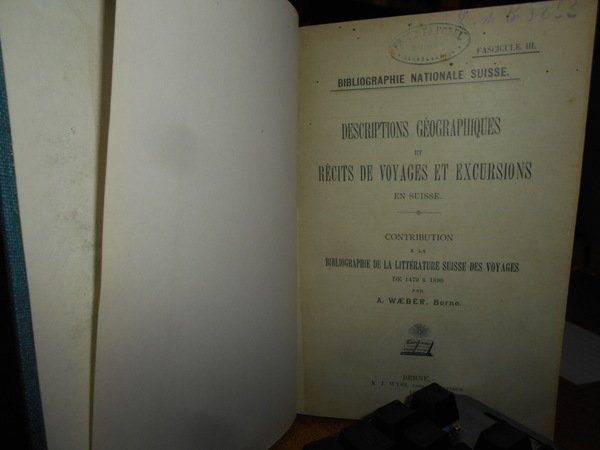 FASCICULE III.
BIBLIOGRAPHIE NATIONALE SUISSE.
DESCRIPTIONS GÉOGRAPHIQUES
ET
RÉCITS DE VOYAGES ET EXCURSIONS
EN SUISSE.
CONTRIBUTION
À LA
BIBLIOGRAPHIE DE LA LITTÉRATURE SUISSE DES VOYAGES
DE 1479 à 1890
PAR
A. WÆBER, Berne.
BERNE,
K. J. WYSS,